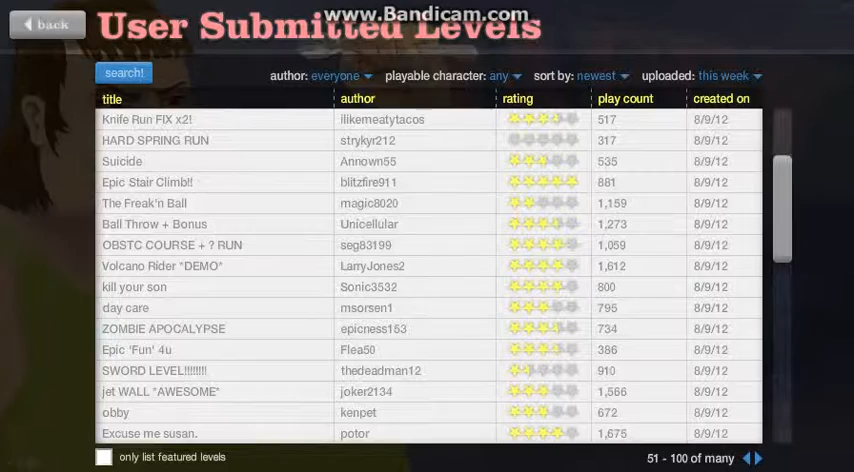 back
User Submitted Levels
www.Bandicam.com
search!
author: everyone playable character: any sort by: newest uploaded: this week
title author rating play count created on
Knife Run FIX x2! ilikemeatytacos 517 8/9/12
HARD SPRING RUN strykyr212 317 8/9/12
Suicide Annown55 535 8/9/12
Epic Stair Climb!! blitzfire911 881 8/9/12
The Freak'n Ball magic8020 1,159 8/9/12
Ball Throw + Bonus Unicellular 1,273 8/9/12
OBSTC COURSE + ? RUN seg83199 1,059 8/9/12
Volcano Rider *DEMO* LarryJones2 1,612 8/9/12
kill your son Sonic3532 800 8/9/12
day care msorsen1 795 8/9/12
ZOMBIE APOCALYPSE epicness153 734 8/9/12
Epic 'Fun' 4u Flea50 386 8/9/12
SWORD LEVEL!!!!!!!! thedeadman12 910 8/9/12
jet WALL *AWESOME* joker2134 1,566 8/9/12
obby kenpet 672 8/9/12
Excuse me susan. potor 1,675 8/9/12
only list featured levels 51 - 100 of many